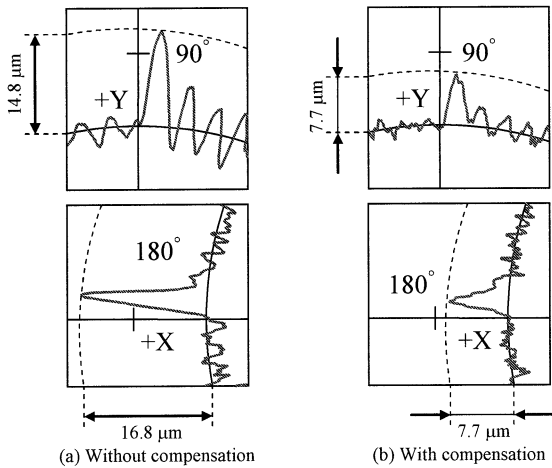 90°
14.8 μm
+Y
180°
+X
16.8 μm
(a) Without compensation
90°
+Y
7.7 μm
180°
+X
7.7 μm
(b) With compensation